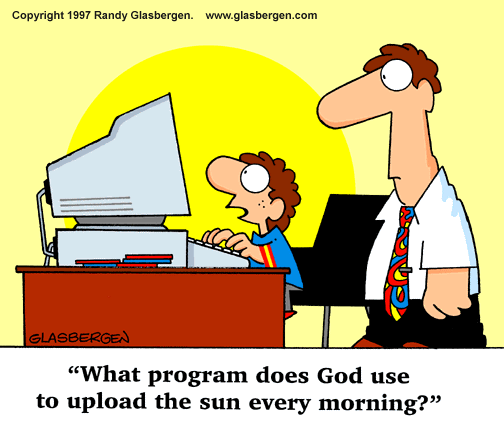 Copyright 1997 Randy Glasbergen. www.glasbergen.com
GLASBERGEN
“What program does God use
to upload the sun every morning?”